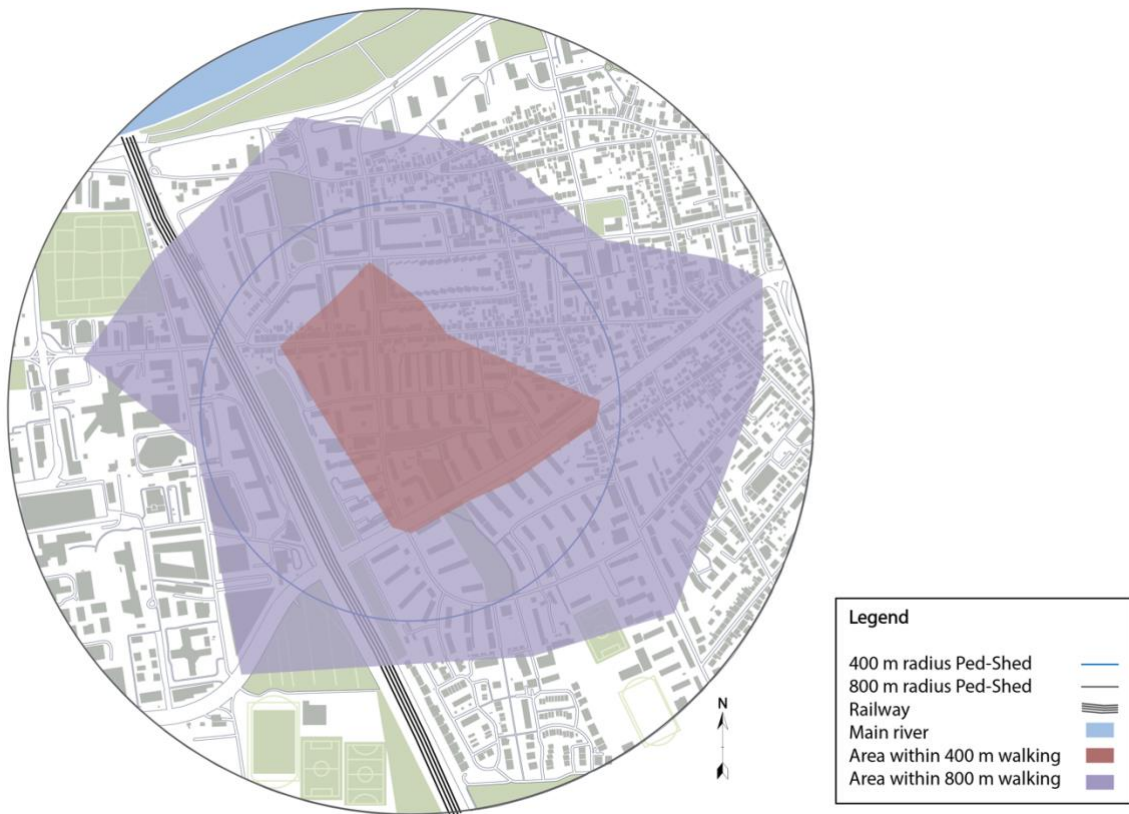 N
Legend
400 m radius Ped-Shed
800 m radius Ped-Shed
Railway
Main river
Area within 400 m walking
Area within 800 m walking